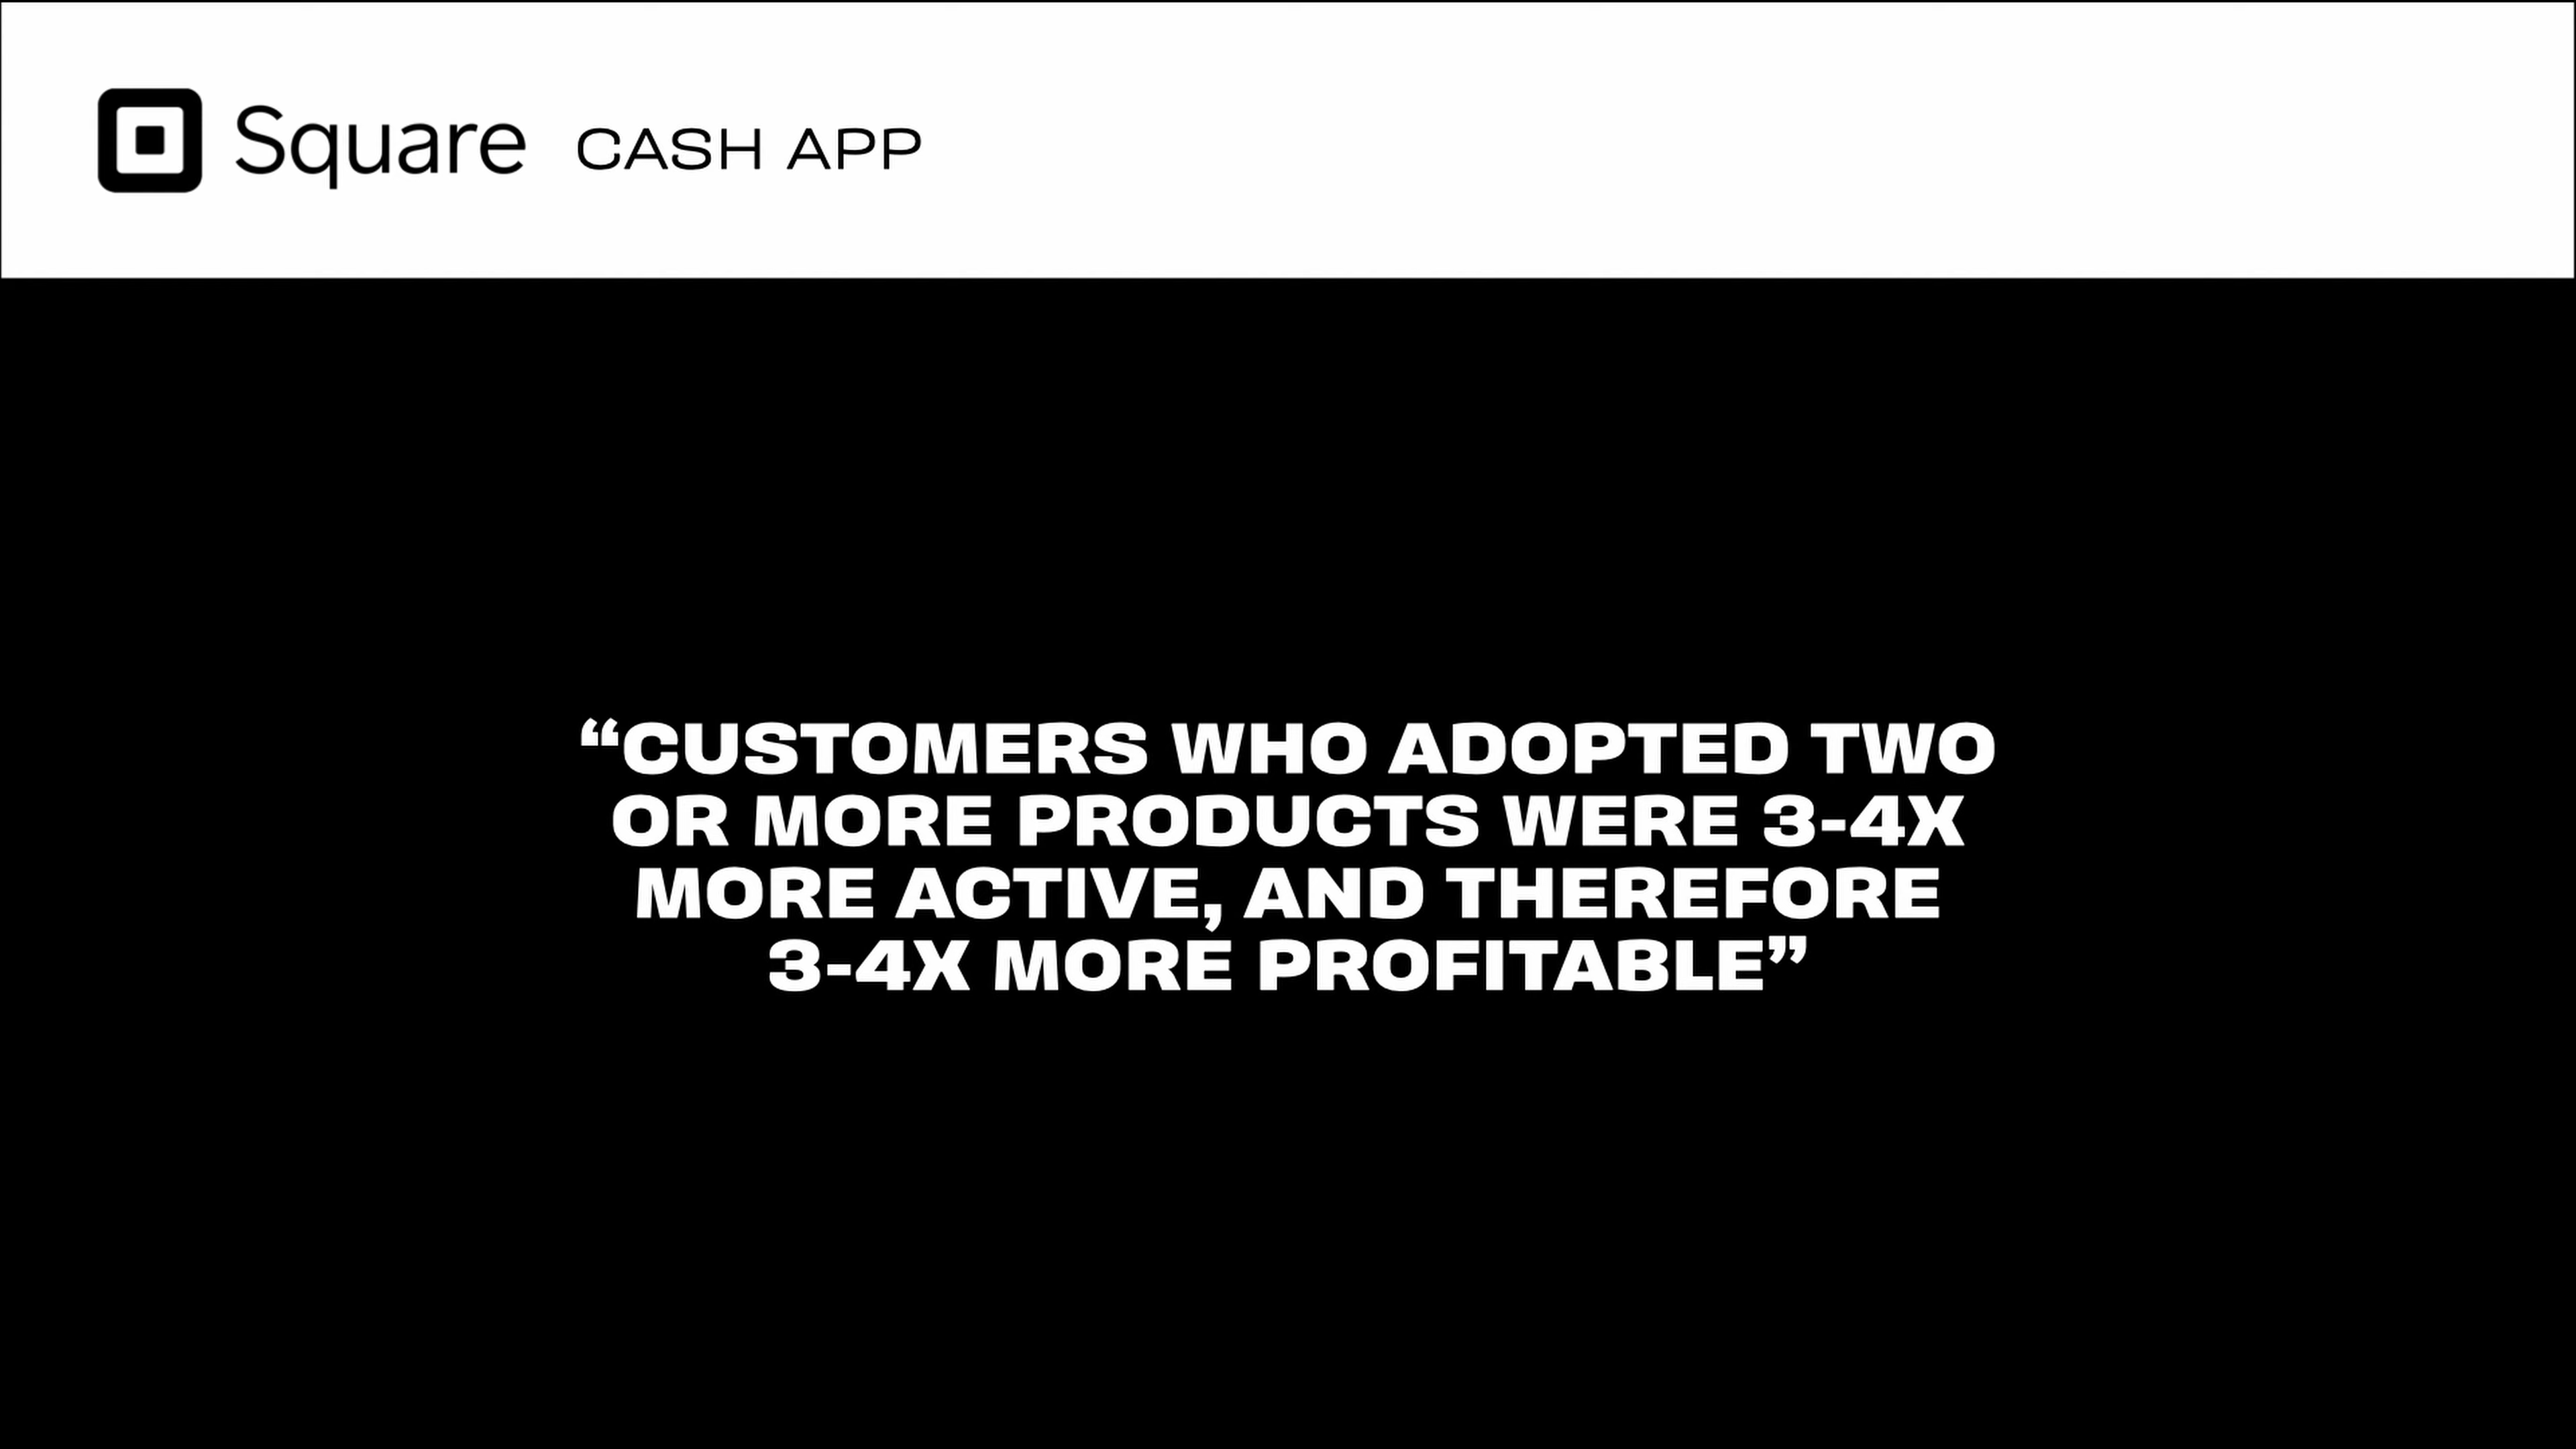 Square CASH APP
“CUSTOMERS WHO ADOPTED TWO
OR MORE PRODUCTS WERE 3-4X
MORE ACTIVE, AND THEREFORE
3-4X MORE PROFITABLE”